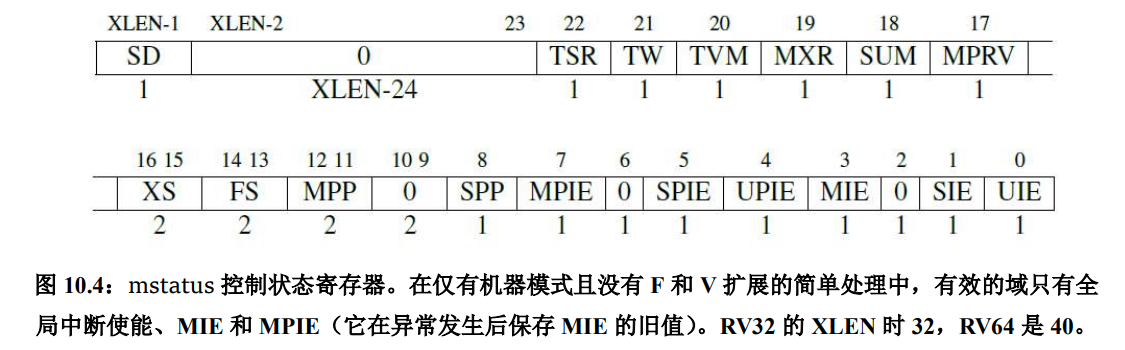 XLEN-1 XLEN-2 23 22 21 20 19 18 17
SD 0 TSR TW TVM MXR SUM MPRV
1 XLEN-24 1 1 1 1 1 1
16 15 14 13 12 11 10 9 8 7 6 5 4 3 2 1 0
XS FS MPP 0 SPP MPIE 0 SPIE UPIE MIE 0 SIE UIE
2 2 2 2 1 1 1 1 1 1 1 1 1
图 10.4：mstatus 控制状态寄存器。在仅有机器模式且没有 F 和 V 扩展的简单处理中，有效的域只有全
局中断使能、MIE 和 MPIE（它在异常发生后保存 MIE 的旧值）。RV32 的 XLEN 时 32，RV64 是 40。